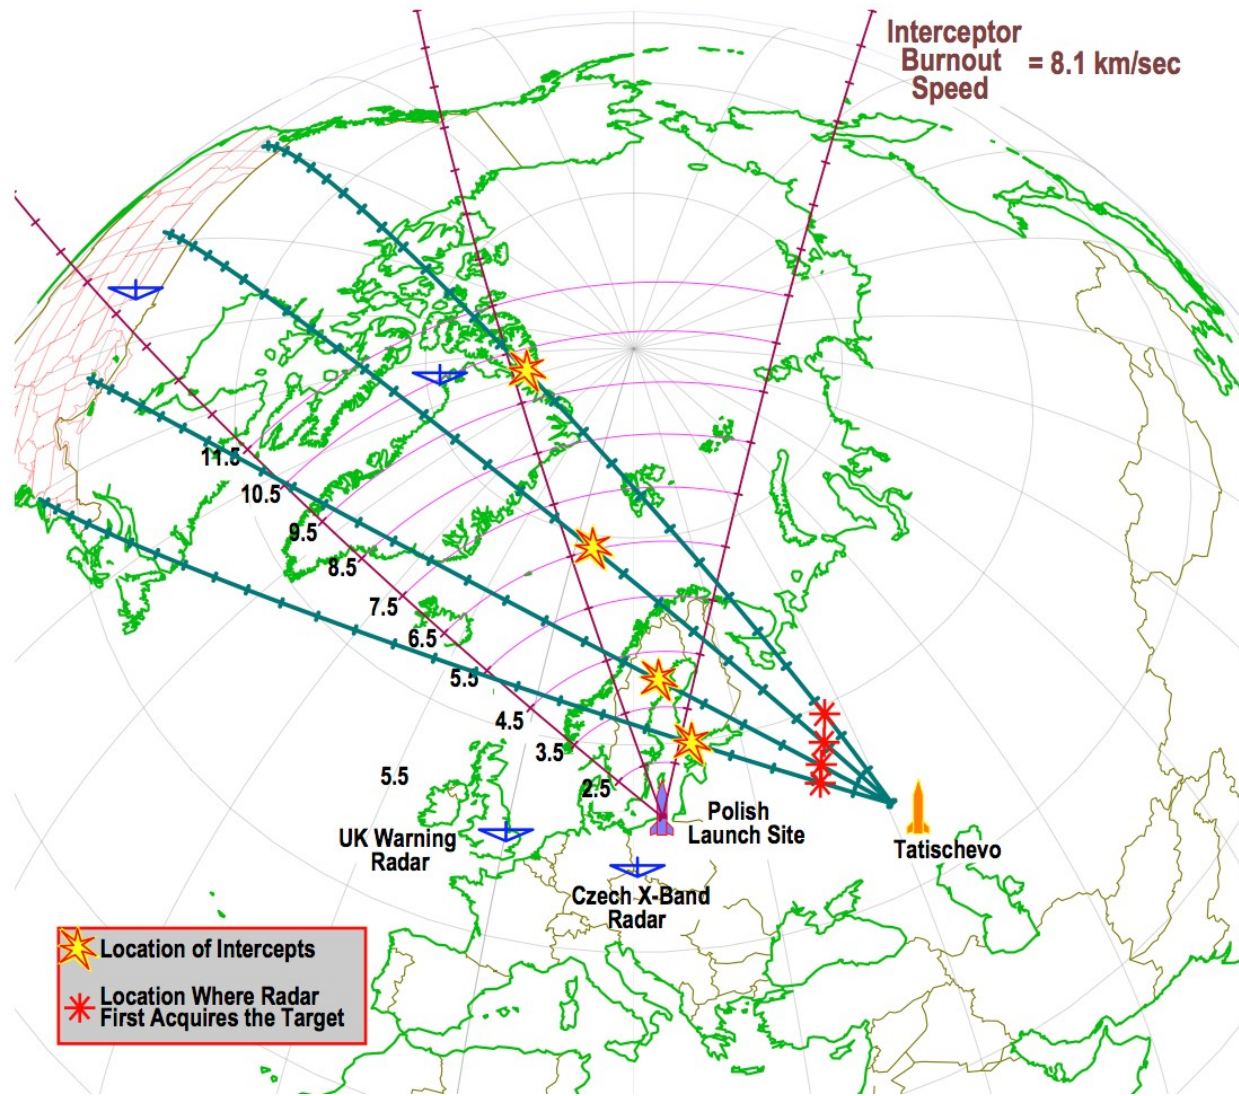 Interceptor
Burnout
Speed
= 8.1 km/sec
11.5
10.5
9.5
8.5
7.5
6.5
5.5
4.5
3.5
2.5
5.5
UK Warning
Radar
Polish
Launch Site
Tatischevo
Czech X-Band
Radar
Location of Intercepts
Location Where Radar
First Acquires the Target